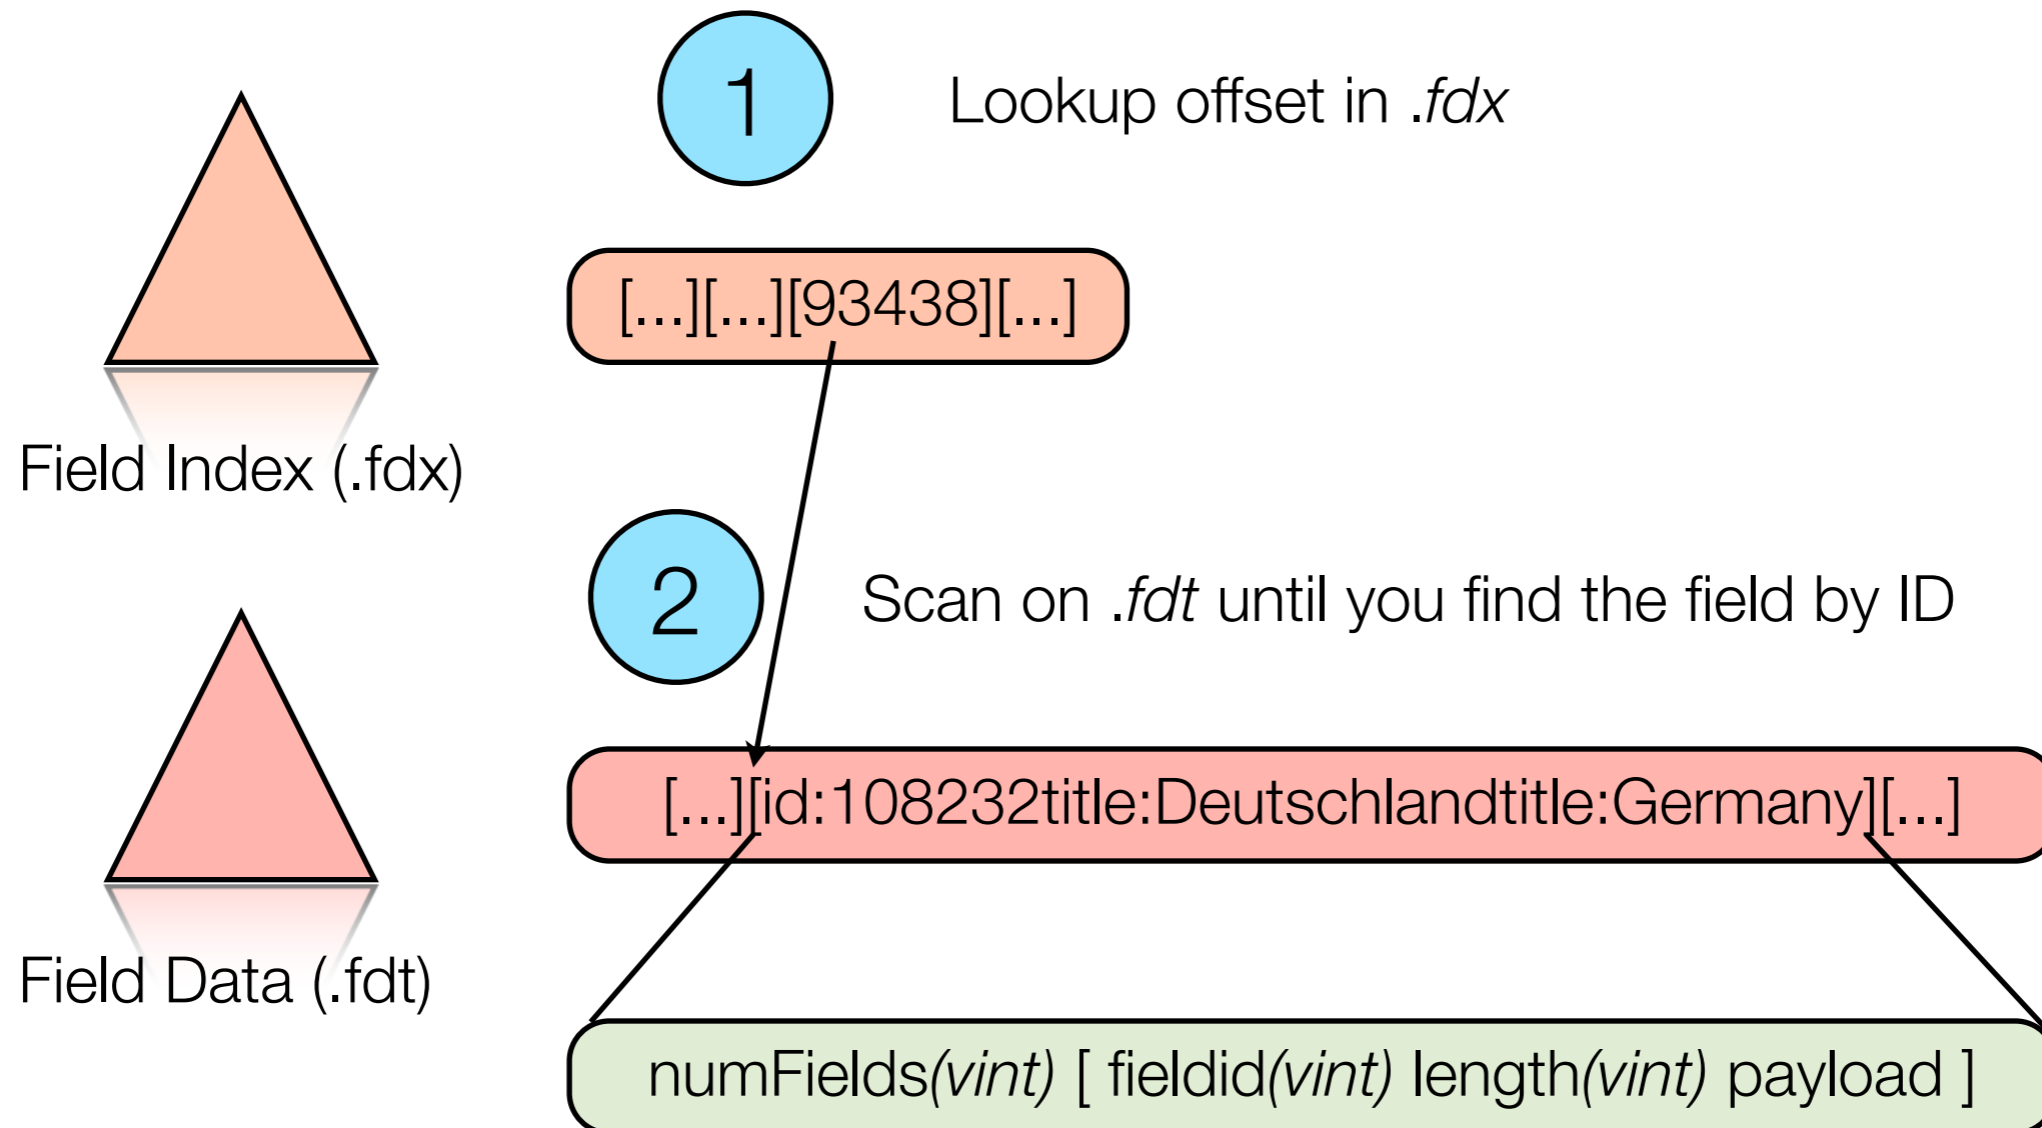 1
Lookup offset in .fdx
[...][...][93438][...]
Field Index (.fdx)
2
Scan on .fdt until you find the field by ID
[...][id:108232title:Deutschlandtitle:Germany][...]
Field Data (.fdt)
numFields(vint) [ fieldid(vint) length(vint) payload ]